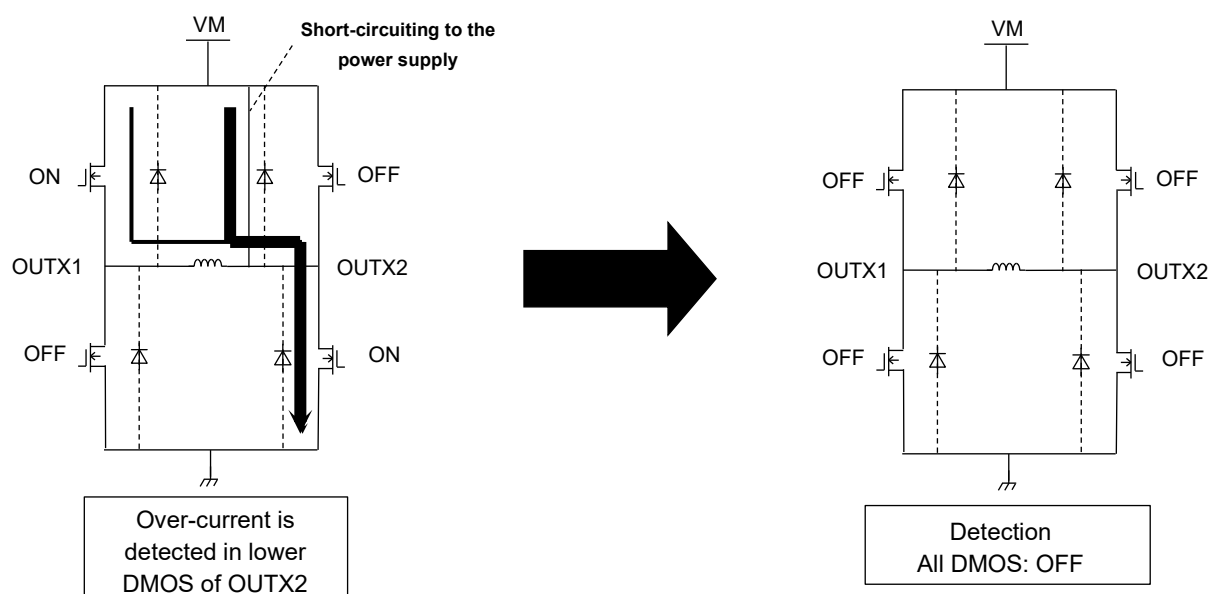 VM
Short-circuiting to the
power supply
ON
OFF
OUTX1
OUTX2
OFF
ON
Over-current is
detected in lower
DMOS of OUTX2
VM
OFF
OFF
OUTX1
OUTX2
OFF
OFF
Detection
All DMOS: OFF